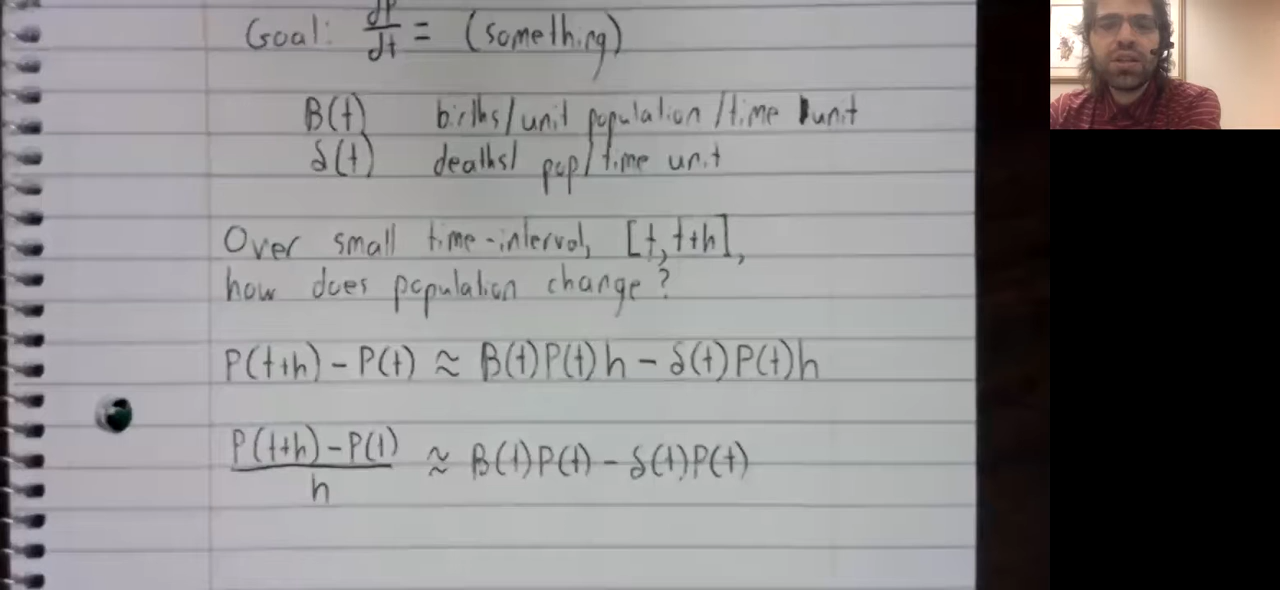 Goal: dP/dt = (something)
B(t) births/unit population/time unit
δ(t) deaths/pop/time unit
Over small time-interval, [t, t+h],
how does population change?
P(t+h) - P(t) ≈ B(t)P(t)h - δ(t)P(t)h
P(t+h) - P(t) / h ≈ B(t)P(t) - δ(t)P(t)